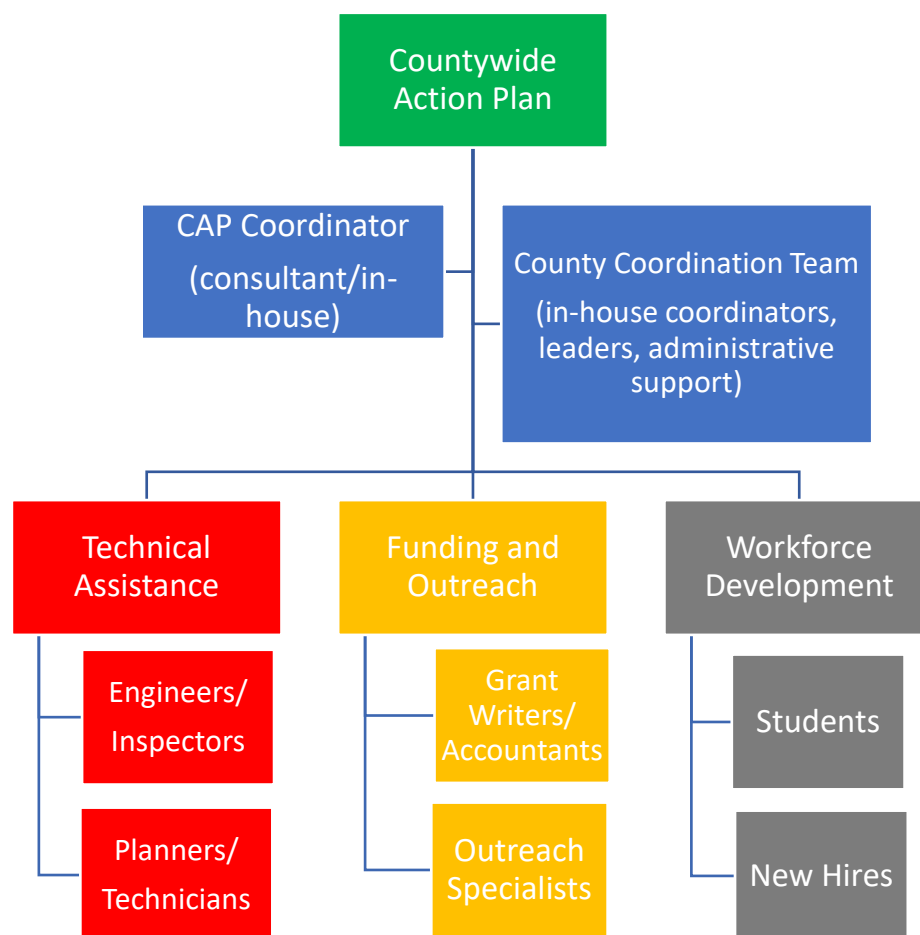 Countywide
Action Plan
CAP Coordinator
(consultant/in-
house)
County Coordination Team
(in-house coordinators,
leaders, administrative
support)
Technical
Assistance
Funding and
Outreach
Workforce
Development
Engineers/
Inspectors
Grant
Writers/
Accountants
Students
Planners/
Technicians
Outreach
Specialists
New Hires